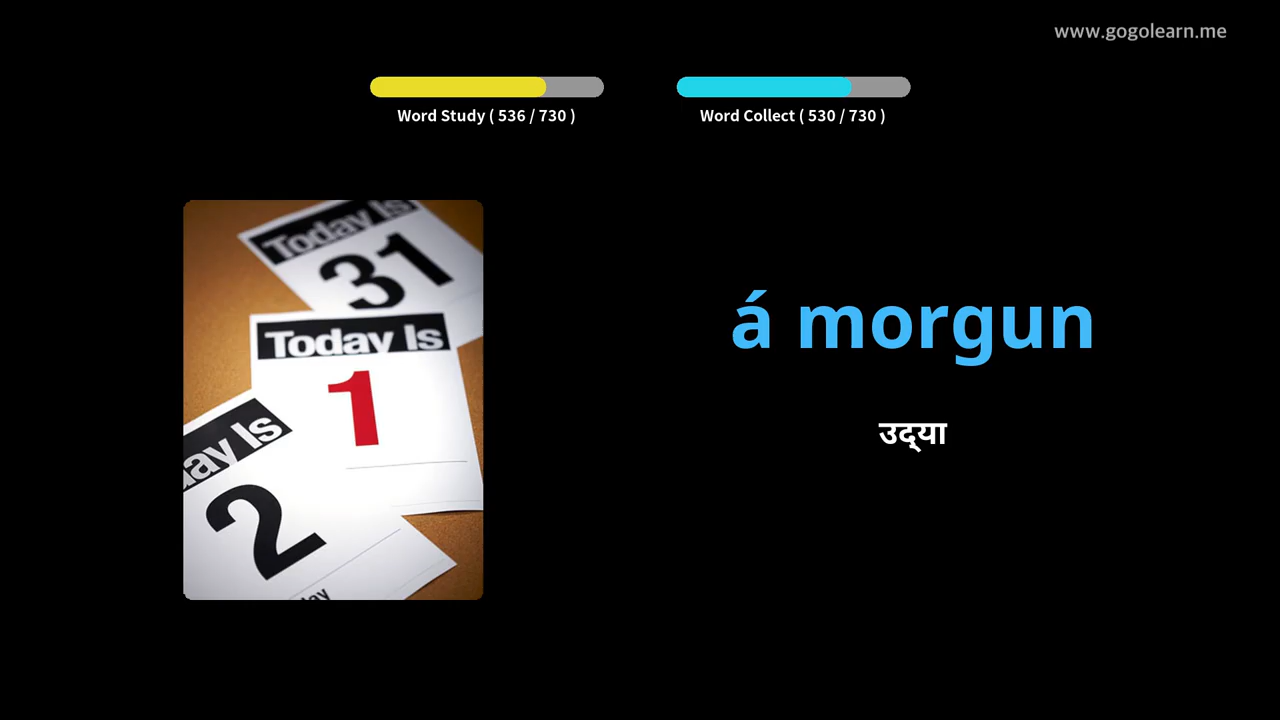 www.gogolearn.me
Word Study ( 536 / 730 )
Word Collect ( 530 / 730 )
Today Is
31
Today Is
1
ay Is
2
á morgun
उद्या